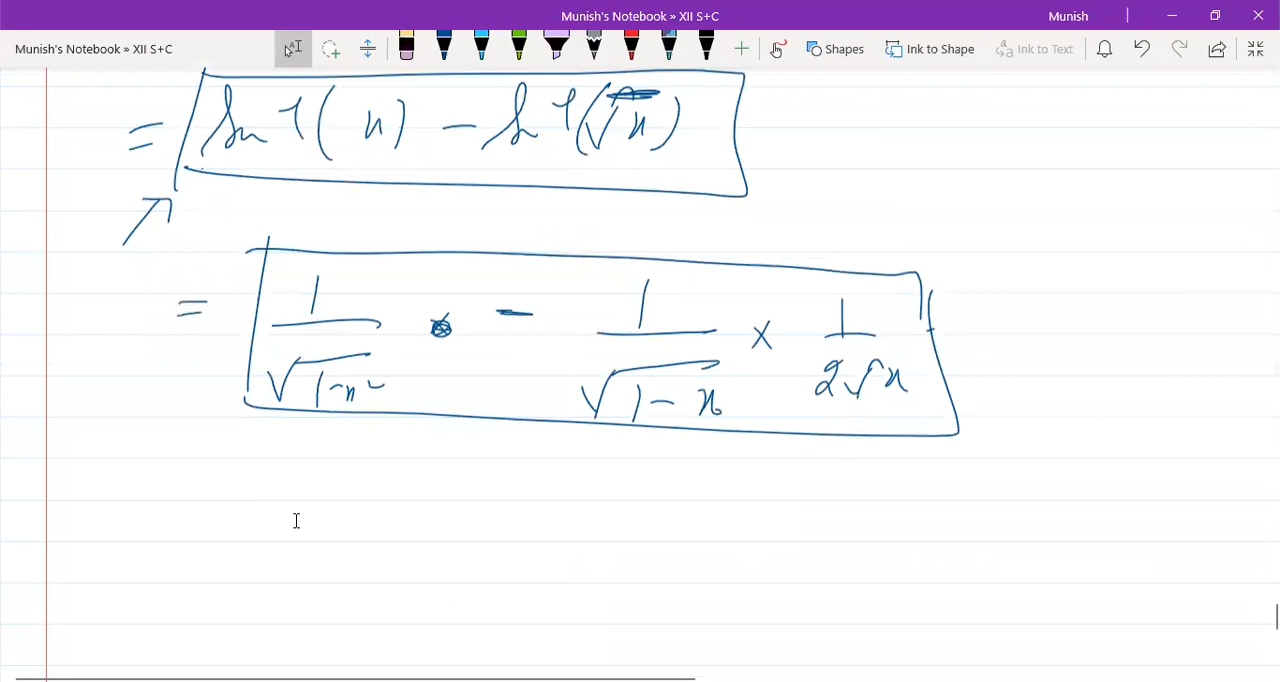 Munish's Notebook » XII S+C
Munish
Munish's Notebook » XII S+C
Shapes
Ink to Shape
Ink to Text
= sin⁻¹(x) - sin⁻¹(√x)
= 1/√(1-x²) - 1/√(1-x) × 1/(2√x)